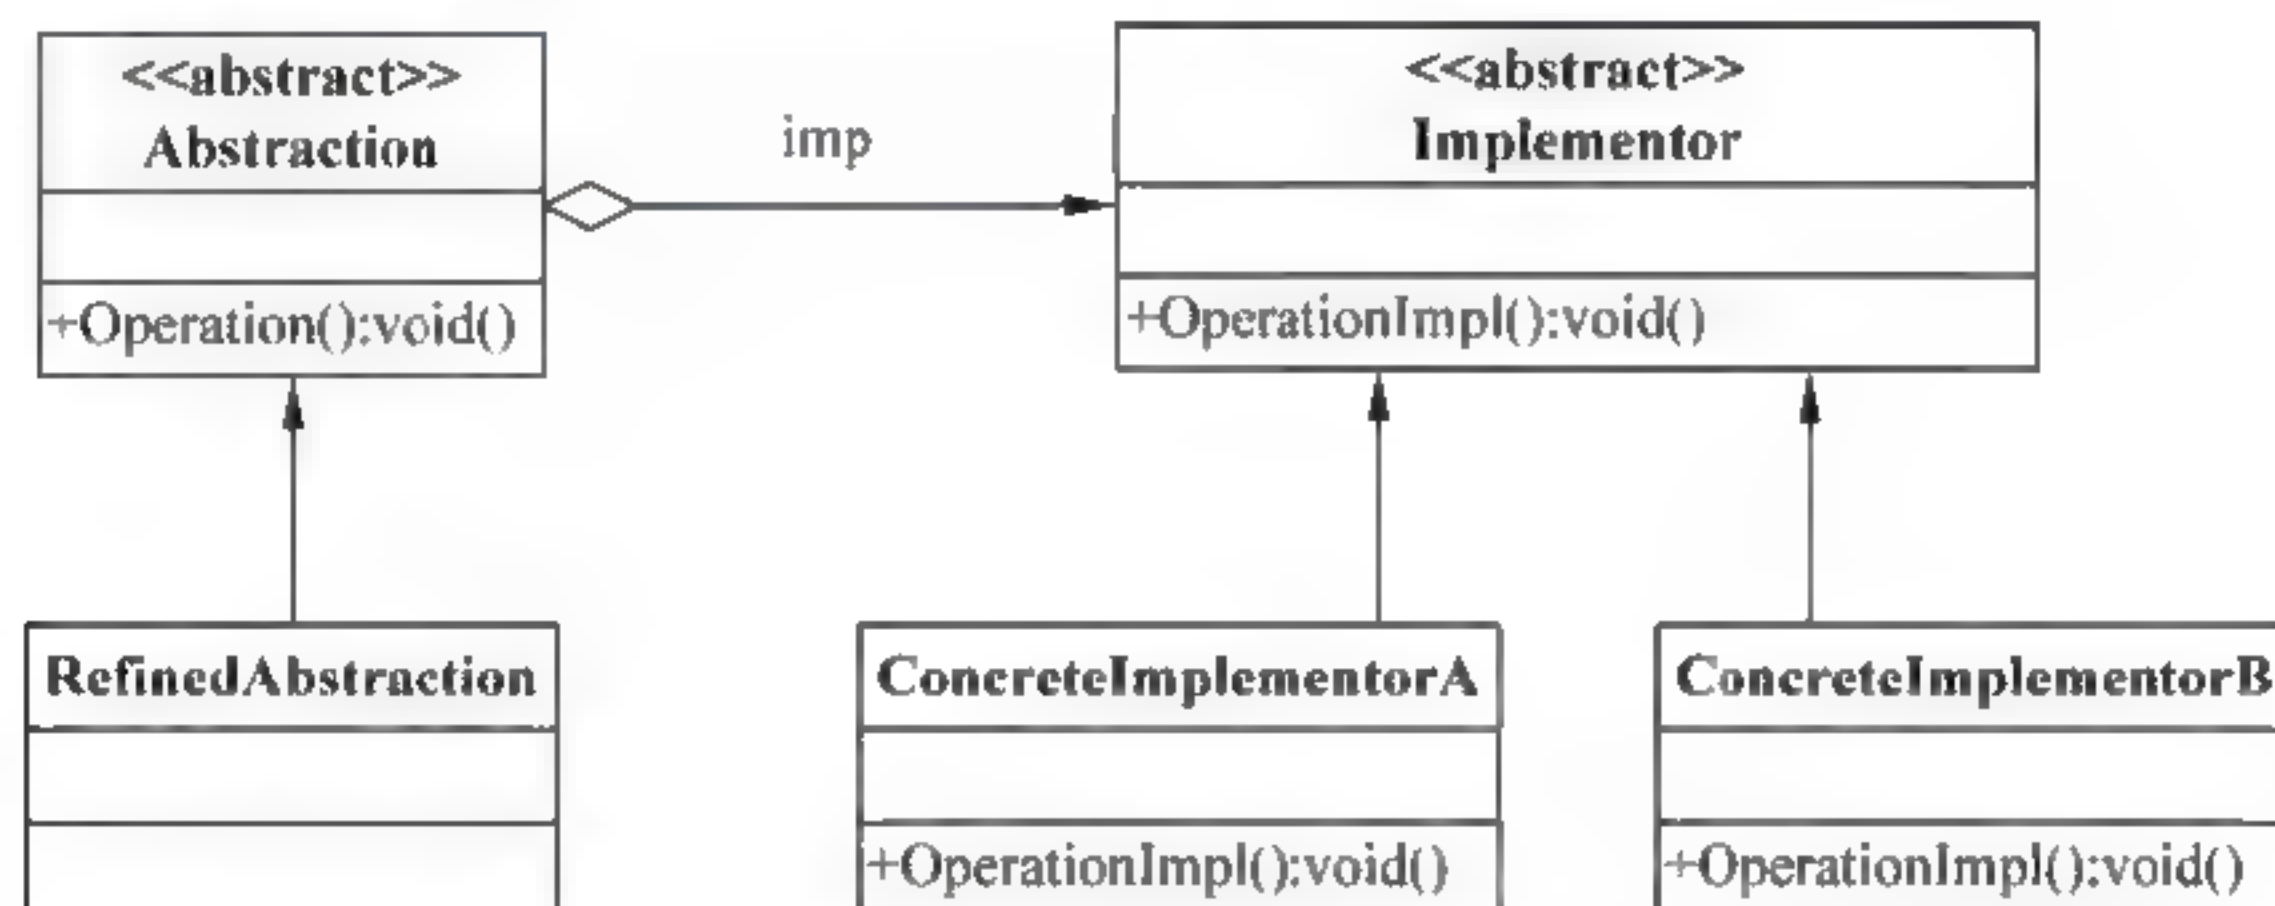 <<abstract>>
Abstraction
+Operation():void()
imp
<<abstract>>
Implementor
+OperationImpl():void()
RefinedAbstraction
ConcreteImplementorA
+OperationImpl():void()
ConcreteImplementorB
+OperationImpl():void()